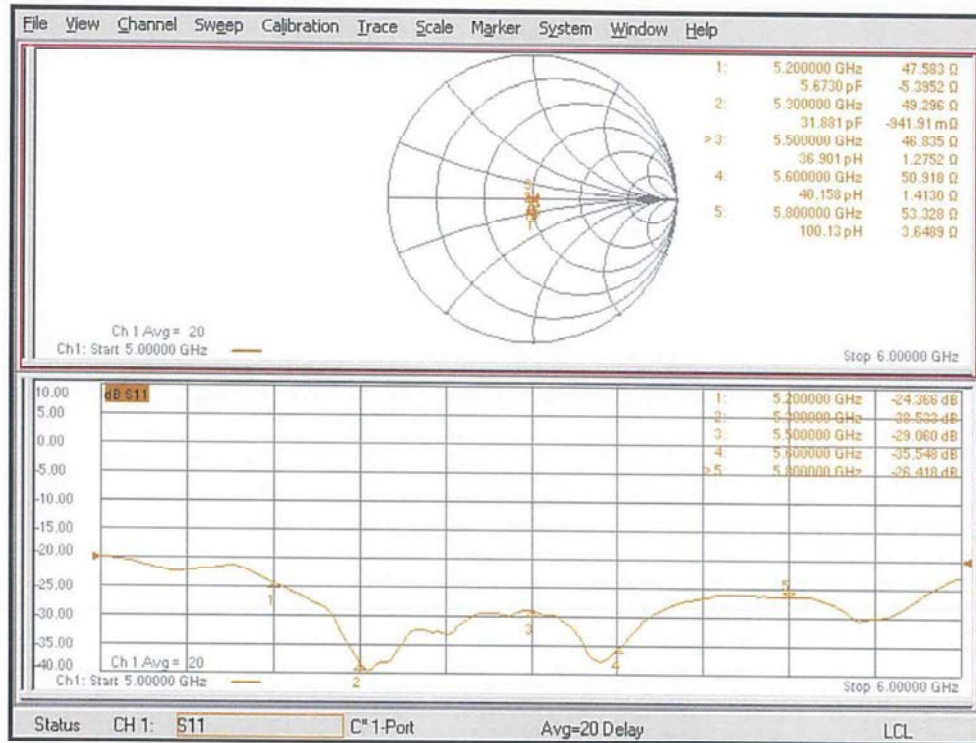 File View Channel Sweep Calibration Trace Scale Marker System Window Help
1: 5.200000 GHz 47.583 Ω
5.6730 pF -5.3952 Ω
2: 5.300000 GHz 49.296 Ω
31.881 pF -941.91 mΩ
>3: 5.500000 GHz 46.835 Ω
36.901 pH 1.2752 Ω
4: 5.600000 GHz 50.918 Ω
40.158 pH 1.4130 Ω
5: 5.800000 GHz 53.328 Ω
100.13 pH 3.6489 Ω
1
Ch 1 Avg = 20
Ch1: Start 5.00000 GHz Stop 6.00000 GHz
10.00 dB S11
5.00
0.00
-5.00
-10.00
-15.00
-20.00
-25.00
-30.00
-35.00
-40.00
1: 5.200000 GHz -24.366 dB
2: 5.300000 GHz -38.533 dB
3: 5.500000 GHz -29.060 dB
4: 5.600000 GHz -35.548 dB
>5: 5.800000 GHz -26.418 dB
1
2
3
4
5
Ch 1 Avg = 20
Ch1: Start 5.00000 GHz Stop 6.00000 GHz
Status CH 1: S11 C* 1-Port Avg=20 Delay LCL